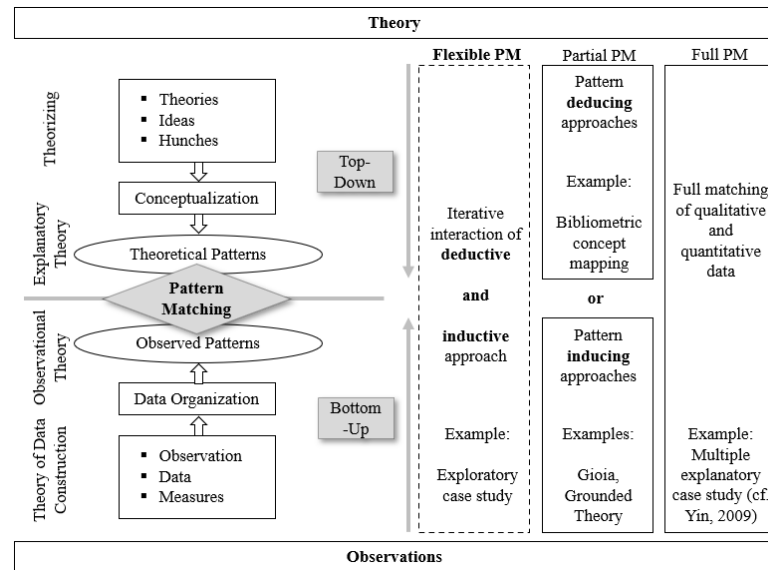 Theory
Theorizing
Explanatory
Theory
Observational
Theory
Theory of Data
Construction
▪ Theories
▪ Ideas
▪ Hunches
Conceptualization
Theoretical Patterns
Pattern
Matching
Observed Patterns
Data Organization
▪ Observation
▪ Data
▪ Measures
Top-
Down
Bottom
-Up
Flexible PM
Iterative
interaction of
deductive
and
inductive
approach
Example:
Exploratory
case study
Partial PM
Pattern
deducing
approaches
Example:
Bibliometric
concept
mapping
or
Pattern
inducing
approaches
Examples:
Gioia,
Grounded
Theory
Full PM
Full matching
of qualitative
and
quantitative
data
Example:
Multiple
explanatory
case study (cf.
Yin, 2009)
Observations